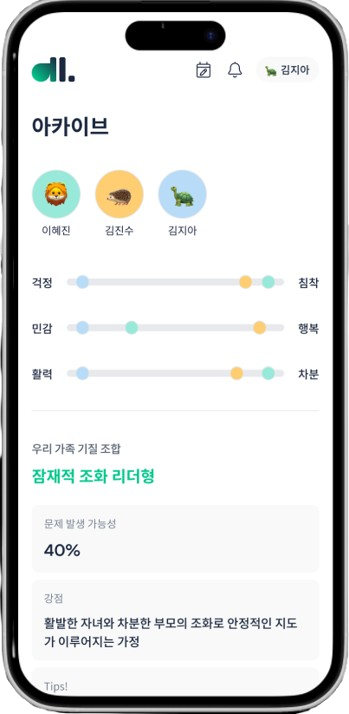 all.
김지아
아카이브
이혜진 김진수 김지아
걱정 침착
민감 행복
활력 차분
우리 가족 기질 조합
잠재적 조화 리더형
문제 발생 가능성
40%
강점
활발한 자녀와 차분한 부모의 조화로 안정적인 지도
가 이루어지는 가정
Tips!